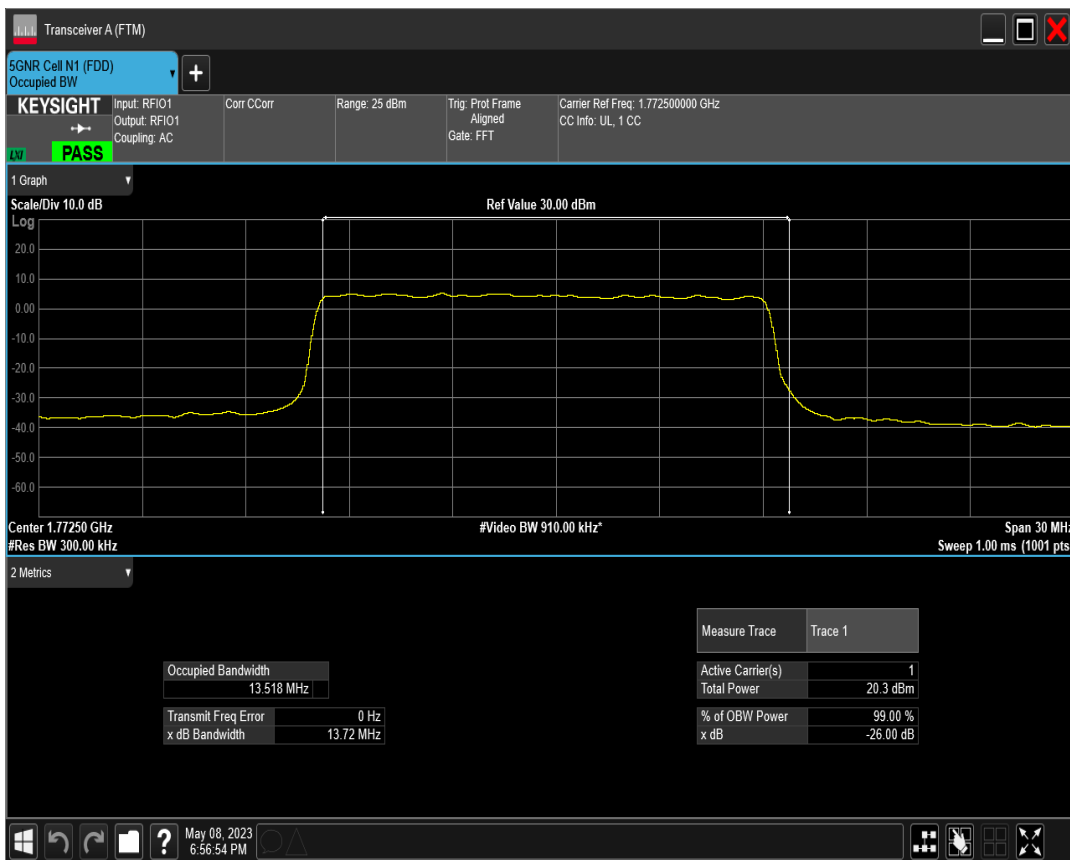 Transceiver A (FTM)
5GNR Cell N1 (FDD)
Occupied BW
+
KEYSIGHT
LXI
PASS
Input: RFIO1
Output: RFIO1
Coupling: AC
Corr CCorr
Range: 25 dBm
Trig: Prot Frame
Aligned
Gate: FFT
Carrier Ref Freq: 1.772500000 GHz
CC Info: UL, 1 CC
1 Graph
Scale/Div 10.0 dB
Ref Value 30.00 dBm
Log
20.0
10.0
0.00
-10.0
-20.0
-30.0
-40.0
-50.0
-60.0
Center 1.77250 GHz
#Video BW 910.00 kHz*
Span 30 MHz
#Res BW 300.00 kHz
Sweep 1.00 ms (1001 pts
2 Metrics
Measure Trace Trace 1
Occupied Bandwidth
13.518 MHz
Active Carrier(s) 1
Total Power 20.3 dBm
Transmit Freq Error 0 Hz
x dB Bandwidth 13.72 MHz
% of OBW Power 99.00 %
x dB -26.00 dB
?
May 08, 2023
6:56:54 PM